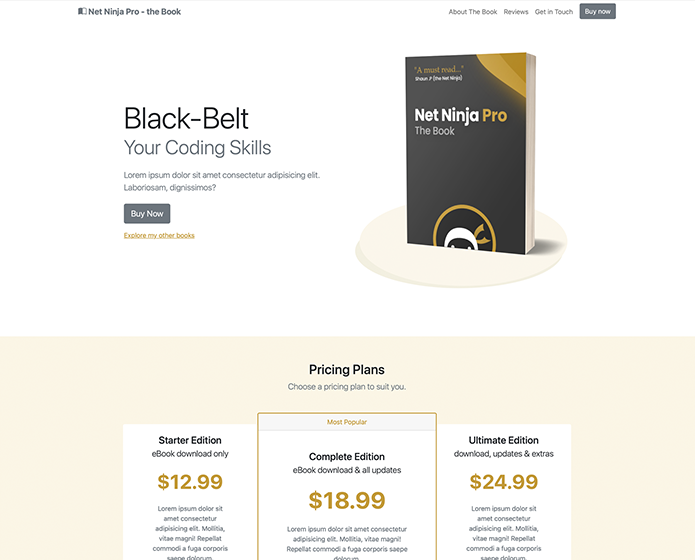 Net Ninja Pro - the Book
About The Book
Reviews
Get in Touch
Buy now
Black-Belt
Your Coding Skills
Lorem ipsum dolor sit amet consectetur adipisicing elit.
Laboriosam, dignissimos?
Buy Now
Explore my other books
"A must read..."
Shaun JP (the Net Ninja)
Net Ninja Pro
The Book
Pricing Plans
Choose a pricing plan to suit you.
Starter Edition
eBook download only
$12.99
Lorem ipsum dolor sit
amet consectetur
adipisicing elit. Mollitia,
vitae magni! Repellat
commodi a fuga corporis
saepe dolorum
Most Popular
Complete Edition
eBook download & all updates
$18.99
Lorem ipsum dolor sit amet consectetur
adipisicing elit. Mollitia, vitae magni!
Repellat commodi a fuga corporis saepe
dolorum
Ultimate Edition
download, updates & extras
$24.99
Lorem ipsum dolor sit
amet consectetur
adipisicing elit. Mollitia,
vitae magni! Repellat
commodi a fuga corporis
saepe dolorum